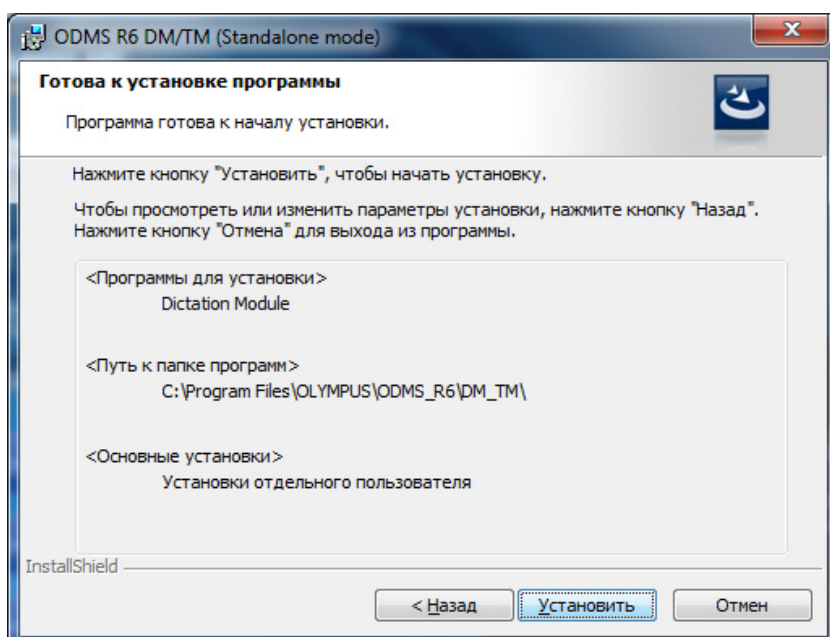 ODMS R6 DM/TM (Standalone mode)
Готова к установке программы
Программа готова к началу установки.
Нажмите кнопку "Установить", чтобы начать установку.
Чтобы просмотреть или изменить параметры установки, нажмите кнопку "Назад".
Нажмите кнопку "Отмена" для выхода из программы.
<Программы для установки>
Dictation Module
<Путь к папке программ>
C:\Program Files\OLYMPUS\ODMS_R6\DM_TM\
<Основные установки>
Установки отдельного пользователя
InstallShield
< Назад
Установить
Отмен